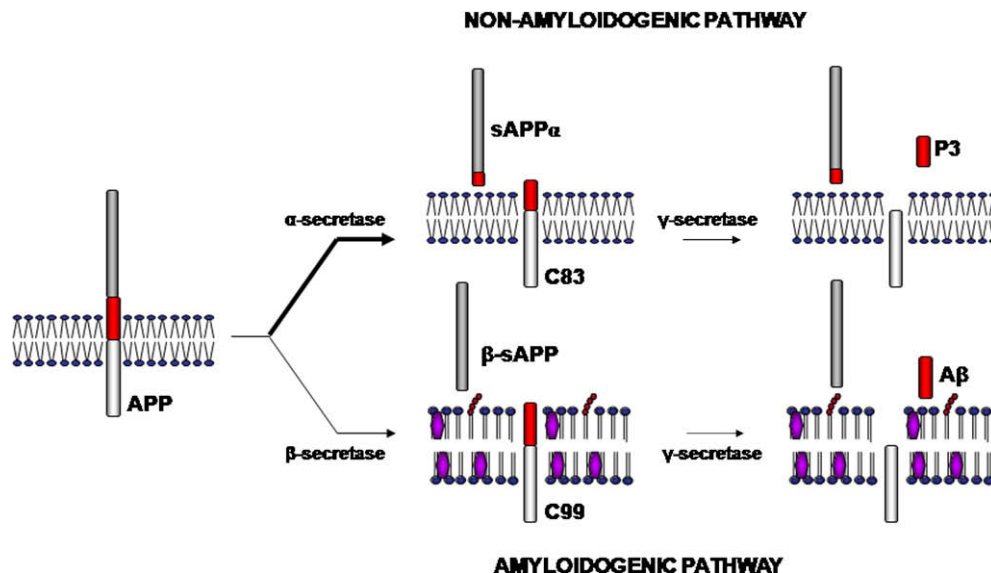 NON-AMYLOIDOGENIC PATHWAY
sAPPα
P3
α-secretase
γ-secretase
C83
APP
β-sAPP
Aβ
β-secretase
γ-secretase
C99
AMYLOIDOGENIC PATHWAY